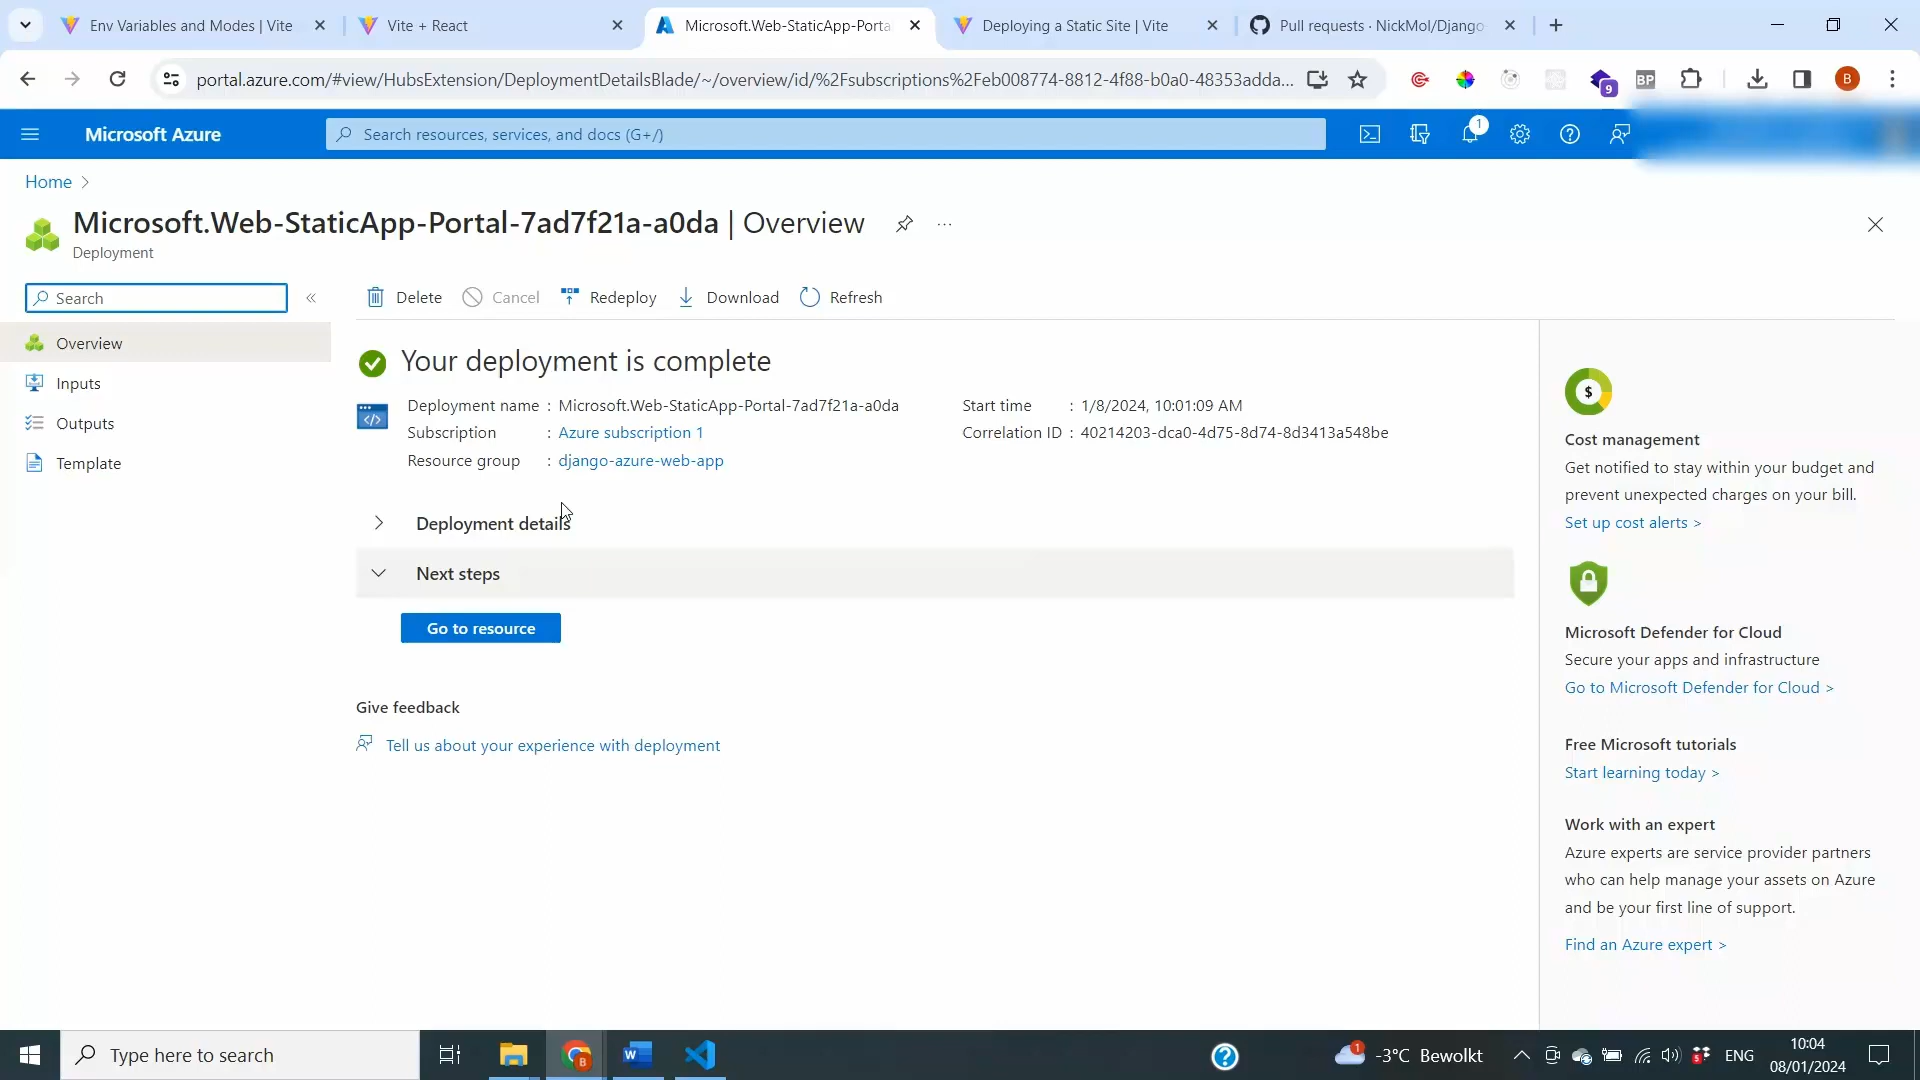 Env Variables and Modes | Vite
Vite + React
Microsoft.Web-StaticApp-Porta
Deploying a Static Site | Vite
Pull requests · NickMol/Django
portal.azure.com/#view/HubsExtension/DeploymentDetailsBlade/~/overview/id/%2Fsubscriptions%2Feb008774-8812-4f88-b0a0-48353adda...
9
BP
B
Microsoft Azure
Search resources, services, and docs (G+/)
1
Home
Microsoft.Web-StaticApp-Portal-7ad7f21a-a0da | Overview
Deployment
Search
Delete
Cancel
Redeploy
Download
Refresh
Overview
Inputs
Outputs
Template
Your deployment is complete
Deployment name : Microsoft.Web-StaticApp-Portal-7ad7f21a-a0da
Subscription : Azure subscription 1
Resource group : django-azure-web-app
Start time : 1/8/2024, 10:01:09 AM
Correlation ID : 40214203-dca0-4d75-8d74-8d3413a548be
Deployment details
Next steps
Go to resource
Give feedback
Tell us about your experience with deployment
$
Cost management
Get notified to stay within your budget and
prevent unexpected charges on your bill.
Set up cost alerts >
Microsoft Defender for Cloud
Secure your apps and infrastructure
Go to Microsoft Defender for Cloud >
Free Microsoft tutorials
Start learning today >
Work with an expert
Azure experts are service provider partners
who can help manage your assets on Azure
and be your first line of support.
Find an Azure expert >
Type here to search
B
W
1
-3°C Bewolkt
ENG
10:04
08/01/2024